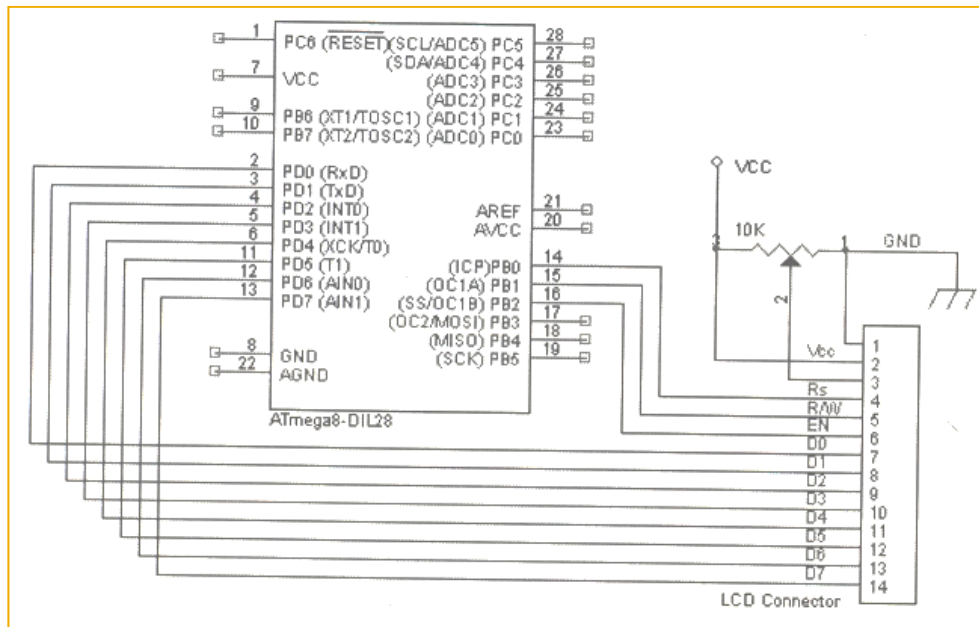 1 PC6 (RESET)(SCL/ADC5) PC5 28
(SDA/ADC4) PC4 27
7 VCC (ADC3) PC3 26
(ADC2) PC2 25
9 PB6 (XT1/TOSC1) (ADC1) PC1 24
10 PB7 (XT2/TOSC2) (ADC0) PC0 23
2 PD0 (RxD)
3 PD1 (TxD)
4 PD2 (INT0)
5 PD3 (INT1)
6 PD4 (XCK/T0)
11 PD5 (T1)
12 PD6 (AIN0)
13 PD7 (AIN1)
AREF 21
AVCC 20
(ICP)PB0 14
(OC1A) PB1 15
(SS/OC1B) PB2 16
(OC2/MOSI) PB3 17
(MISO) PB4 18
(SCK) PB5 19
8 GND
22 AGND
ATmega8-DIL28
VCC
3 10K 1 GND
2
1
Vcc 2
3
Rs 4
R/W 5
EN 6
D0 7
D1 8
D2 9
D3 10
D4 11
D5 12
D6 13
D7 14
LCD Connector